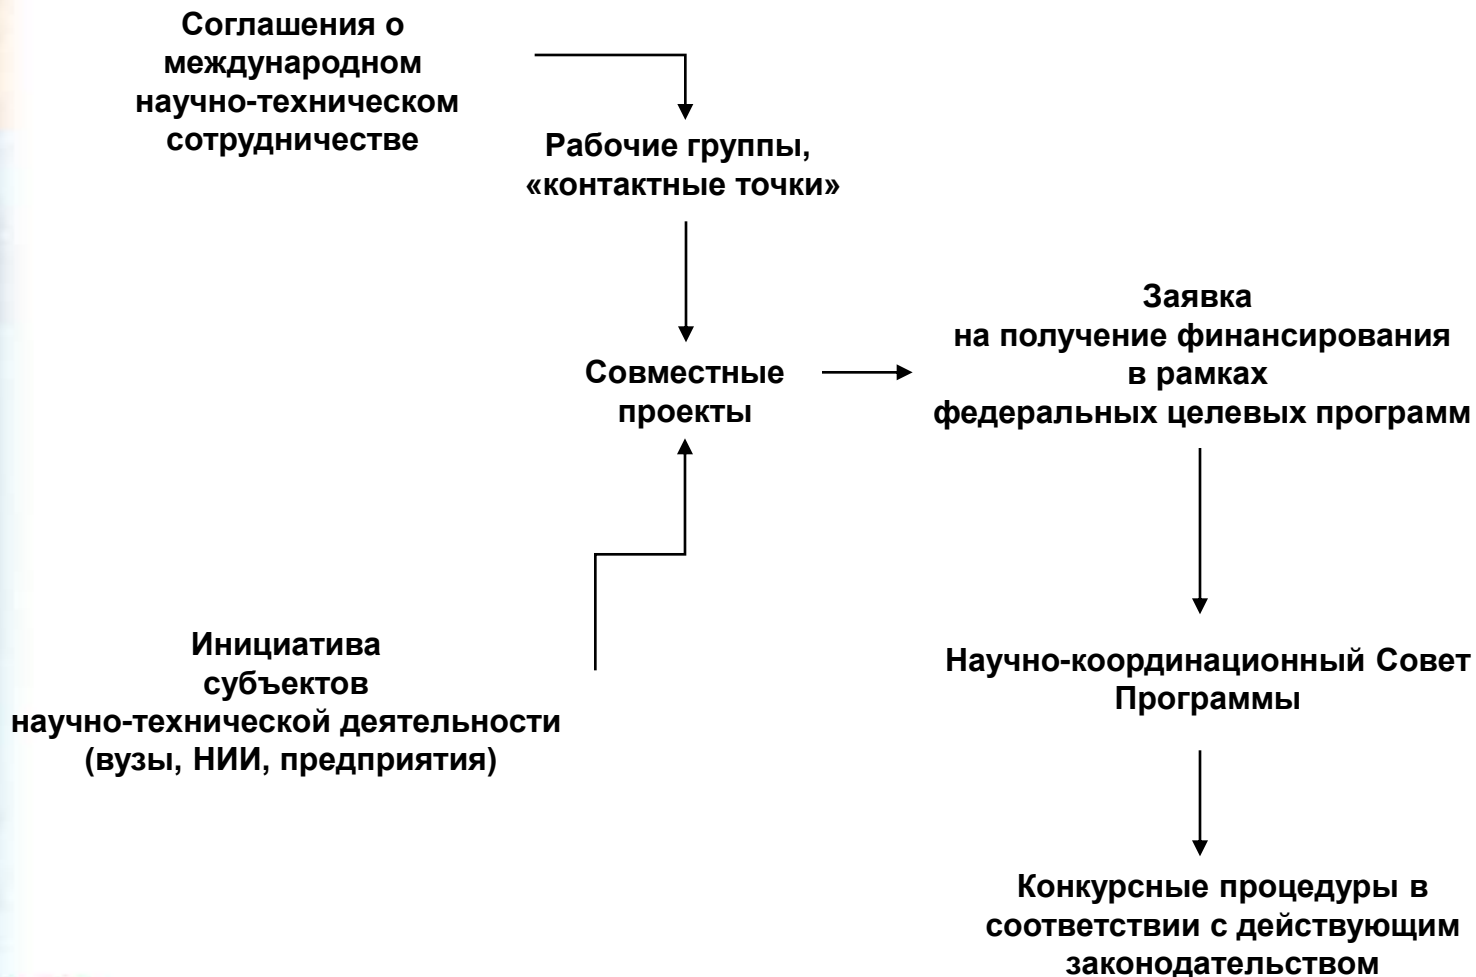 Соглашения о
международном
научно-техническом
сотрудничестве
Рабочие группы,
«контактные точки»
Совместные
проекты
Заявка
на получение финансирования
в рамках
федеральных целевых программ
Инициатива
субъектов
научно-технической деятельности
(вузы, НИИ, предприятия)
Научно-координационный Совет
Программы
Конкурсные процедуры в
соответствии с действующим
законодательством